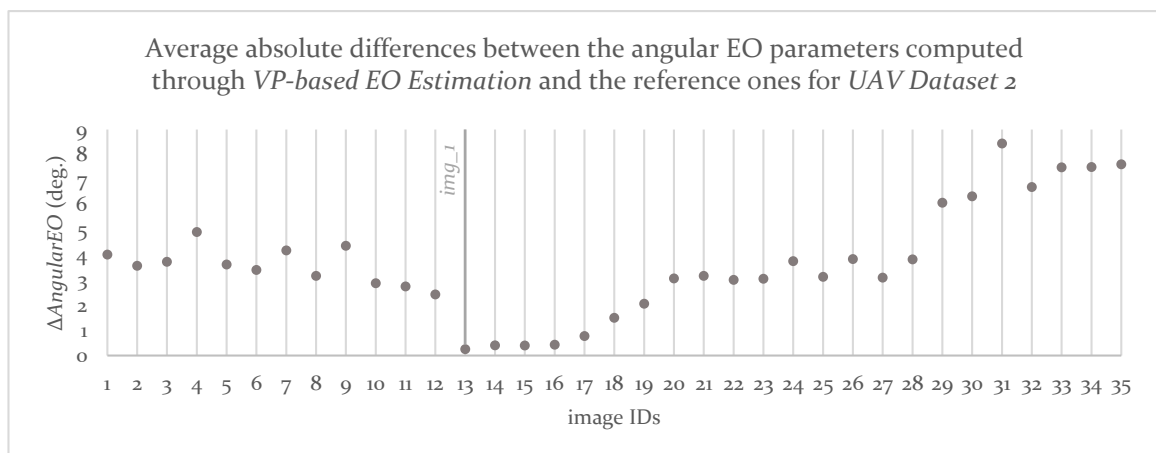 Average absolute differences between the angular EO parameters computed
through VP-based EO Estimation and the reference ones for UAV Dataset 2
ΔAngularEO (deg.)
9
8
7
6
5
4
3
2
1
0
img_1
1 2 3 4 5 6 7 8 9 10 11 12 13 14 15 16 17 18 19 20 21 22 23 24 25 26 27 28 29 30 31 32 33 34 35
image IDs